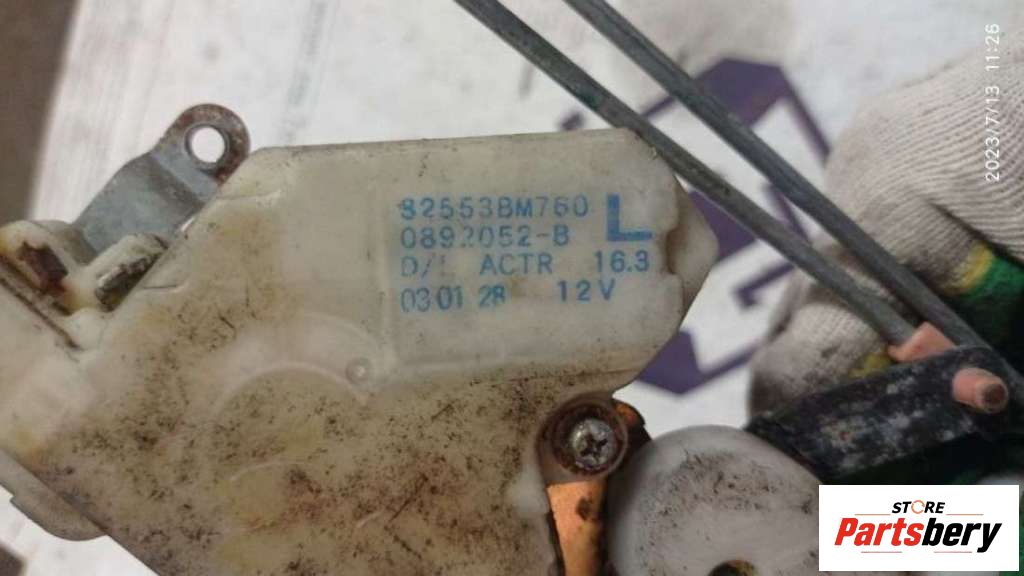 82553BM760 L
0892052-B
D/L ACTR 16.3
03 01 28 12V
2023/7/13 11:26
STORE
Partsbery